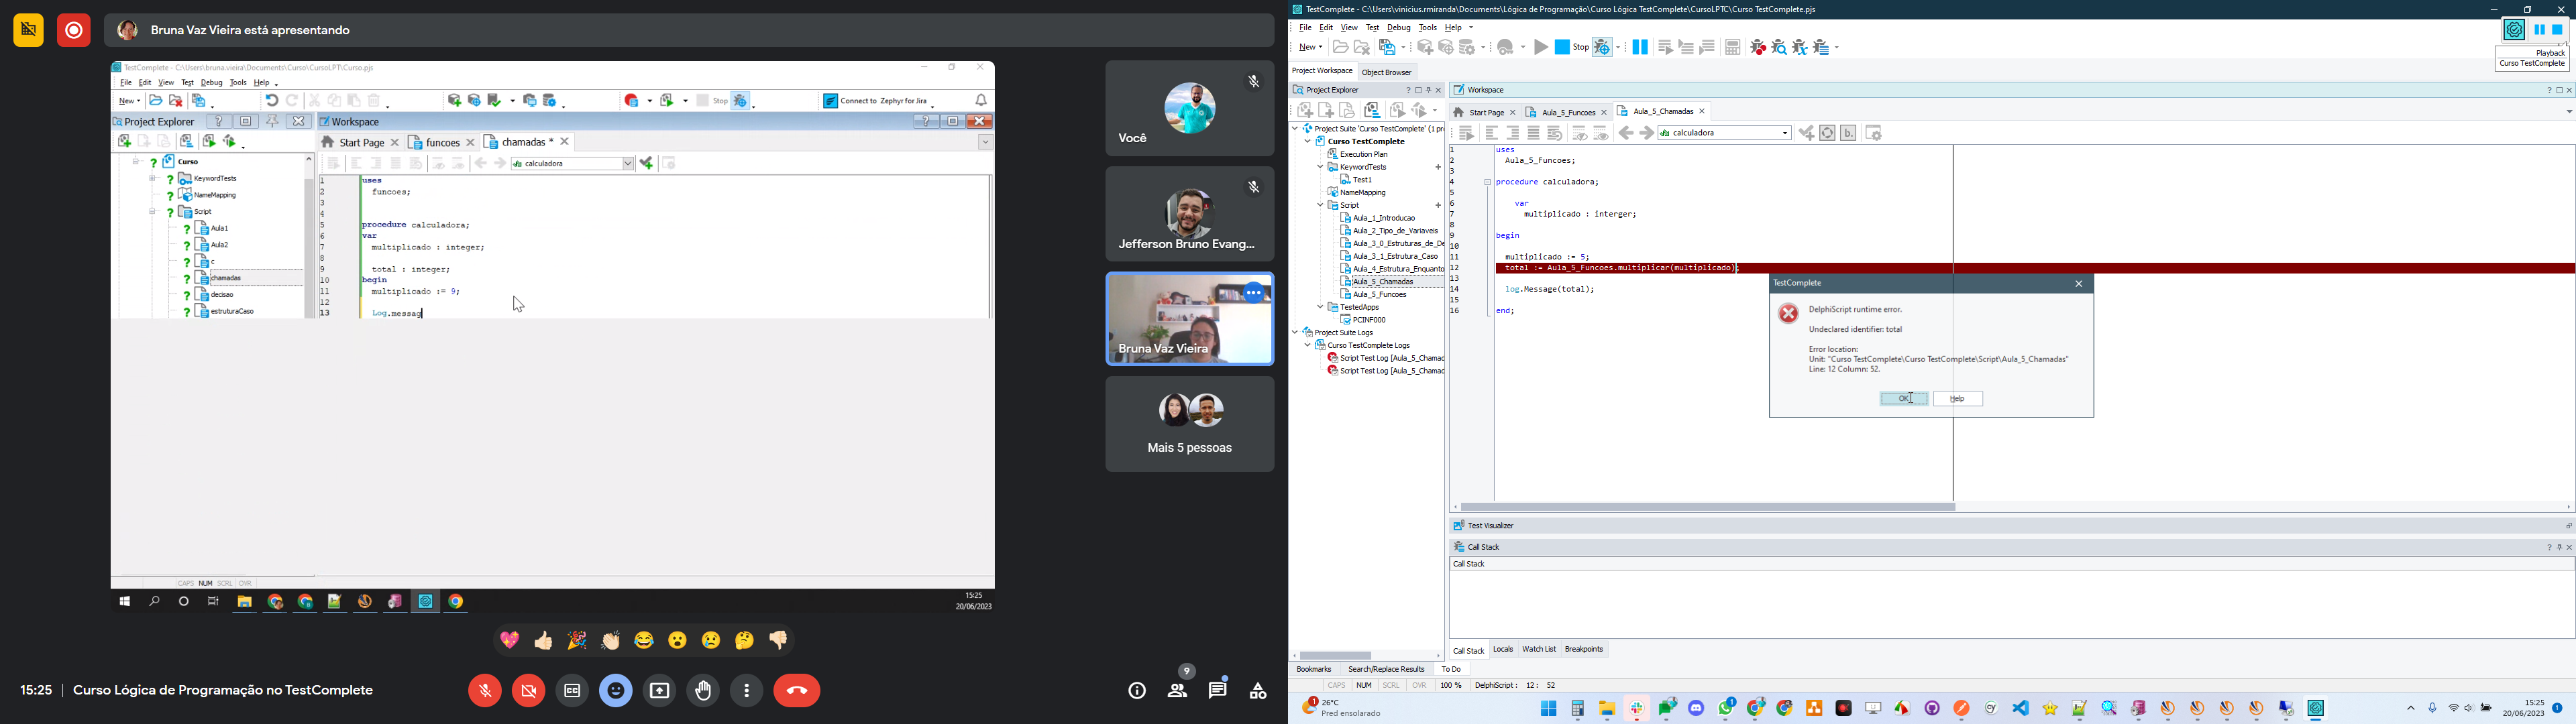 Bruna Vaz Vieira está apresentando
TestComplete - C:\Users\bruna.vieira\Documents\Curso\CursoLPT\Curso.pjs
File Edit View Test Debug Tools Help
New
Stop
Connect to Zephyr for Jira
Project Explorer
Workspace
Start Page
funcoes
chamadas *
calculadora
Curso
KeywordTests
NameMapping
Script
Aula1
Aula2
c
chamadas
decisao
estruturaCaso
1 uses
2 funcoes;
3
4
5 procedure calculadora;
6 var
7 multiplicado : integer;
8
9 total : integer;
10 begin
11 multiplicado := 9;
12
13 Log.messag
CAPS NUM SCRL OVR
15:25
20/06/2023
Você
Jefferson Bruno Evang...
Bruna Vaz Vieira
Mais 5 pessoas
15:25 | Curso Lógica de Programação no TestComplete
9
TestComplete - C:\Users\vinicius.rmiranda\Documents\Lógica de Programação\Curso Lógica TestComplete\CursoLPTC\Curso TestComplete.pjs
File Edit View Test Debug Tools Help
New
Stop
Playback
Curso TestComplete
Project Workspace Object Browser
Project Explorer
Workspace
Start Page
Aula_5_Funcoes
Aula_5_Chamadas
calculadora
Project Suite 'Curso TestComplete' (1 pr
Curso TestComplete
Execution Plan
KeywordTests
Test1
NameMapping
Script
Aula_1_Introducao
Aula_2_Tipo_de_Variaveis
Aula_3_0_Estruturas_de_De
Aula_3_1_Estrutura_Caso
Aula_4_Estrutura_Enquanto
Aula_5_Chamadas
Aula_5_Funcoes
TestedApps
PCINF000
Project Suite Logs
Curso TestComplete Logs
Script Test Log [Aula_5_Chamad
Script Test Log [Aula_5_Chamad
1 uses
2 Aula_5_Funcoes;
3
4 procedure calculadora;
5
6 var
7 multiplicado : interger;
8
9 begin
10
11 multiplicado := 5;
12 total := Aula_5_Funcoes.multiplicar(multiplicado);
13
14 log.Message(total);
15
16 end;
TestComplete
DelphiScript runtime error.
Undeclared identifier: total
Error location:
Unit: "Curso TestComplete\Curso TestComplete\Script\Aula_5_Chamadas"
Line: 12 Column: 52.
OK
Help
Test Visualizer
Call Stack
Call Stack
Call Stack Locals Watch List Breakpoints
Bookmarks Search/Replace Results To Do
CAPS NUM SCRL OVR 100 % DelphiScript : 12: 52
1
26°C
Pred ensolarado
15:25
20/06/2023